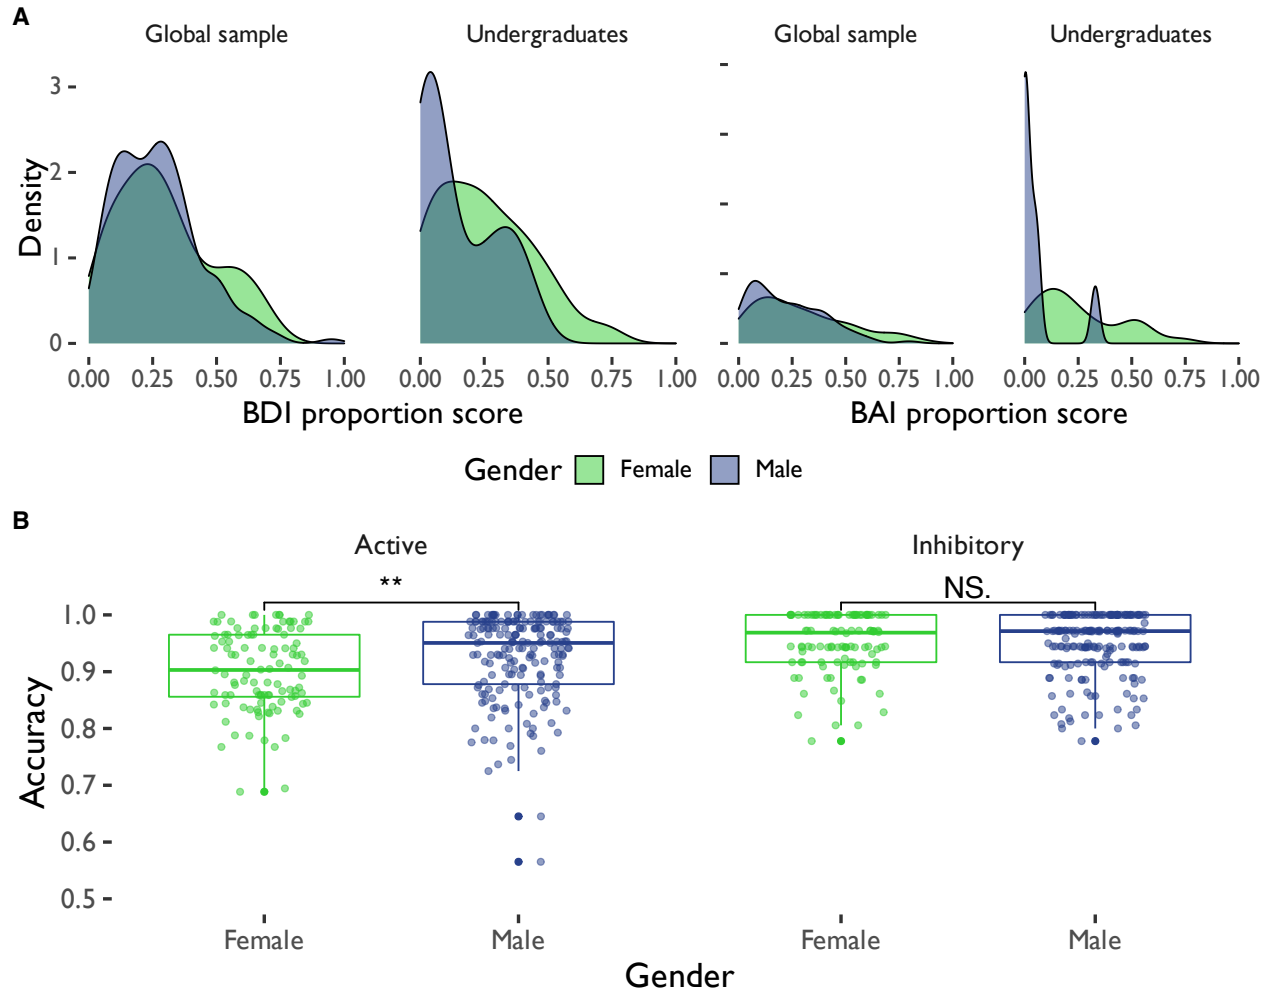 A
Global sample
Undergraduates
Global sample
Undergraduates
Density
3
2
1
0
0.00 0.25 0.50 0.75 1.00
0.00 0.25 0.50 0.75 1.00
0.00 0.25 0.50 0.75 1.00
0.00 0.25 0.50 0.75 1.00
BDI proportion score
BAI proportion score
Gender Female Male
B
Active
Inhibitory
**
NS.
Accuracy
1.0
0.9
0.8
0.7
0.6
0.5
Female Male
Female Male
Gender